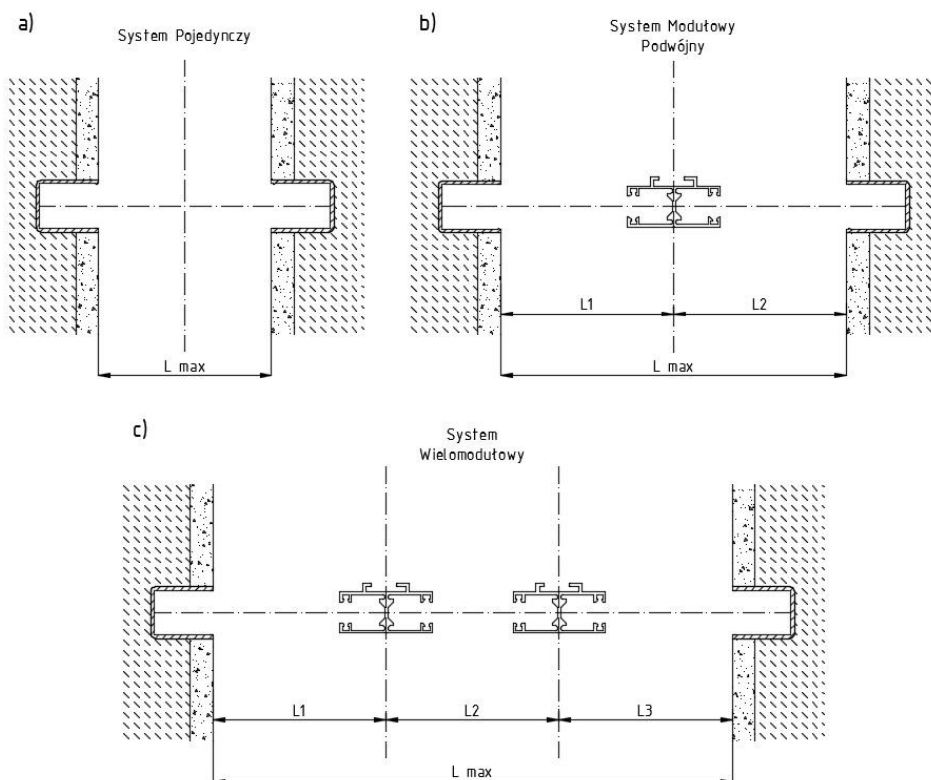 a)
System Pojedynczy
L max
b)
System Modułowy
Podwójny
L1
L2
L max
c)
System
Wielomodułowy
L1
L2
L3
L max